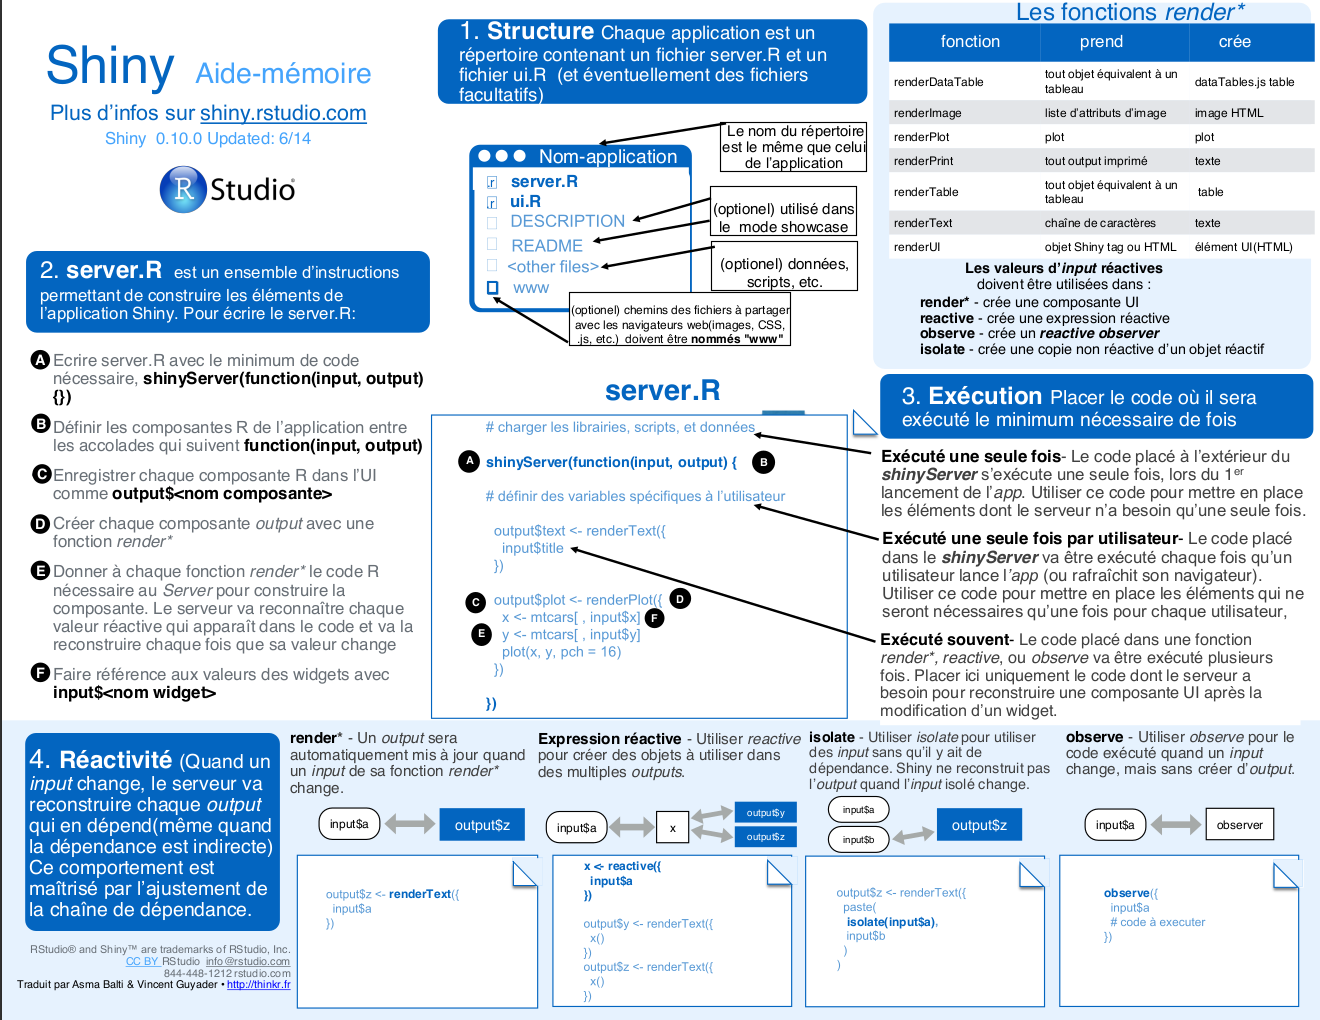 Shiny Aide-mémoire
Plus d'infos sur shiny.rstudio.com
Shiny 0.10.0 Updated: 6/14
R Studio®
1. Structure Chaque application est un
répertoire contenant un fichier server.R et un
fichier ui.R (et éventuellement des fichiers
facultatifs)
Nom-application
r server.R
r ui.R
DESCRIPTION
README
<other files>
www
Le nom du répertoire
est le même que celui
de l'application
(optionel) utilisé dans
le mode showcase
(optionel) données,
scripts, etc.
(optionel) chemins des fichiers à partager
avec les navigateurs web(images, CSS,
.js, etc.) doivent être nommés "www"
Les fonctions render*
fonction prend crée
renderDataTable tout objet équivalent à un tableau dataTables.js table
renderImage liste d'attributs d'image image HTML
renderPlot plot plot
renderPrint tout output imprimé texte
renderTable tout objet équivalent à un tableau table
renderText chaîne de caractères texte
renderUI objet Shiny tag ou HTML élément UI(HTML)
Les valeurs d'input réactives
doivent être utilisées dans :
render* - crée une composante UI
reactive - crée une expression réactive
observe - crée un reactive observer
isolate - crée une copie non réactive d'un objet réactif
2. server.R est un ensemble d'instructions
permettant de construire les éléments de
l'application Shiny. Pour écrire le server.R:
A Ecrire server.R avec le minimum de code
nécessaire, shinyServer(function(input, output)
{})
B Définir les composantes R de l'application entre
les accolades qui suivent function(input, output)
C Enregistrer chaque composante R dans l'UI
comme output$<nom composante>
D Créer chaque composante output avec une
fonction render*
E Donner à chaque fonction render* le code R
nécessaire au Server pour construire la
composante. Le serveur va reconnaître chaque
valeur réactive qui apparaît dans le code et va la
reconstruire chaque fois que sa valeur change
F Faire référence aux valeurs des widgets avec
input$<nom widget>
server.R
# charger les librairies, scripts, et données
A shinyServer(function(input, output) { B
# définir des variables spécifiques à l'utilisateur
output$text <- renderText({
input$title
})
C output$plot <- renderPlot({ D
x <- mtcars[ , input$x] F
E y <- mtcars[ , input$y]
plot(x, y, pch = 16)
})
})
3. Exécution Placer le code où il sera
exécuté le minimum nécessaire de fois
Exécuté une seule fois- Le code placé à l'extérieur du
shinyServer s'exécute une seule fois, lors du 1er
lancement de l'app. Utiliser ce code pour mettre en place
les éléments dont le serveur n'a besoin qu'une seule fois.
Exécuté une seule fois par utilisateur- Le code placé
dans le shinyServer va être exécuté chaque fois qu'un
utilisateur lance l'app (ou rafraîchit son navigateur).
Utiliser ce code pour mettre en place les éléments qui ne
seront nécessaires qu'une fois pour chaque utilisateur,
Exécuté souvent- Le code placé dans une fonction
render*, reactive, ou observe va être exécuté plusieurs
fois. Placer ici uniquement le code dont le serveur a
besoin pour reconstruire une composante UI après la
modification d'un widget.
4. Réactivité (Quand un
input change, le serveur va
reconstruire chaque output
qui en dépend(même quand
la dépendance est indirecte)
Ce comportement est
maîtrisé par l'ajustement de
la chaîne de dépendance.
render* - Un output sera
automatiquement mis à jour quand
un input de sa fonction render*
change.
input$a output$z
output$z <- renderText({
input$a
})
Expression réactive - Utiliser reactive
pour créer des objets à utiliser dans
des multiples outputs.
input$a x output$y
output$z
x <- reactive({
input$a
})
output$y <- renderText({
x()
})
output$z <- renderText({
x()
})
isolate - Utiliser isolate pour utiliser
des input sans qu'il y ait de
dépendance. Shiny ne reconstruit pas
l'output quand l'input isolé change.
input$a
input$b output$z
output$z <- renderText({
paste(
isolate(input$a),
input$b
)
)
observe - Utiliser observe pour le
code exécuté quand un input
change, mais sans créer d'output.
input$a observer
observe({
input$a
# code à executer
})
RStudio® and Shiny™ are trademarks of RStudio, Inc.
CC BY RStudio info@rstudio.com
844-448-1212 rstudio.com
Traduit par Asma Balti & Vincent Guyader • http://thinkr.fr